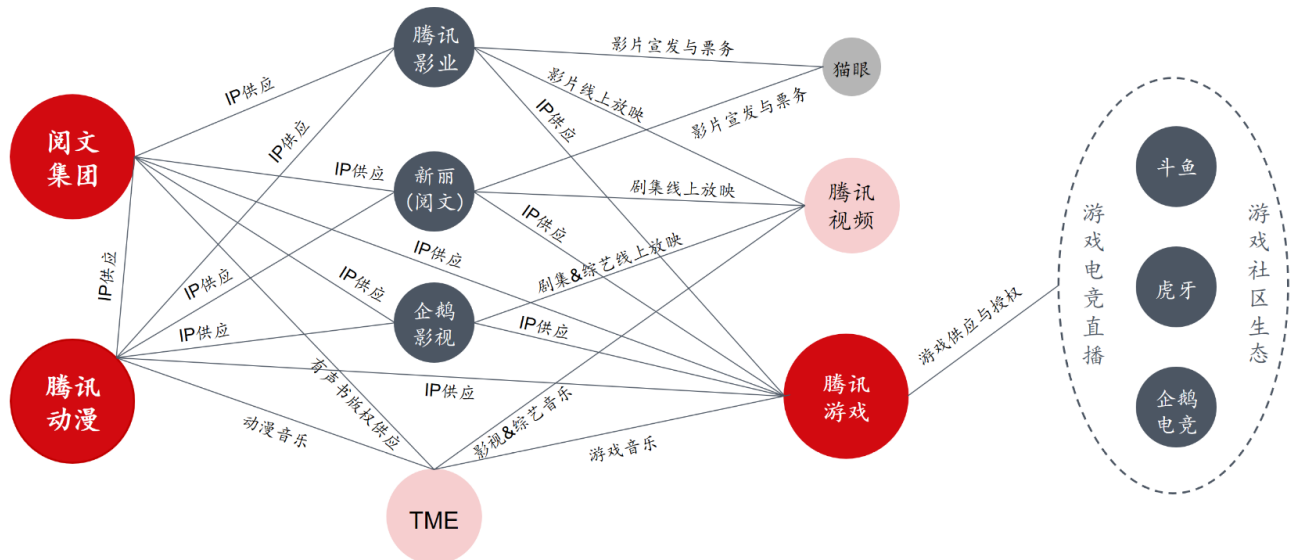 腾讯
影业
影片宣发与票务
猫眼
IP供应
影片线上放映
影片宣发与票务
阅文
集团
IP供应
IP供应
斗鱼
IP供应
新丽
(阅文)
剧集线上放映
腾讯
视频
IP供应
游戏电竞直播
游戏社区生态
IP供应
IP供应
IP供应
剧集&综艺线上放映
IP供应
虎牙
IP供应
企鹅
影视
IP供应
游戏供应与授权
腾讯
动漫
有声书版权供应
IP供应
腾讯
游戏
企鹅
电竞
动漫音乐
影视&综艺音乐
游戏音乐
TME